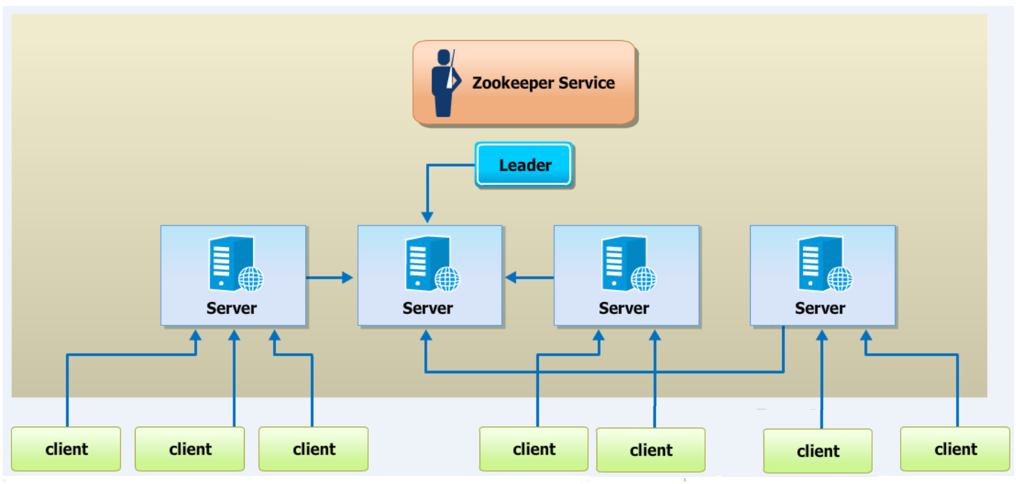 Zookeeper Service
Leader
Server
Server
Server
Server
client
client
client
client
client
client
client